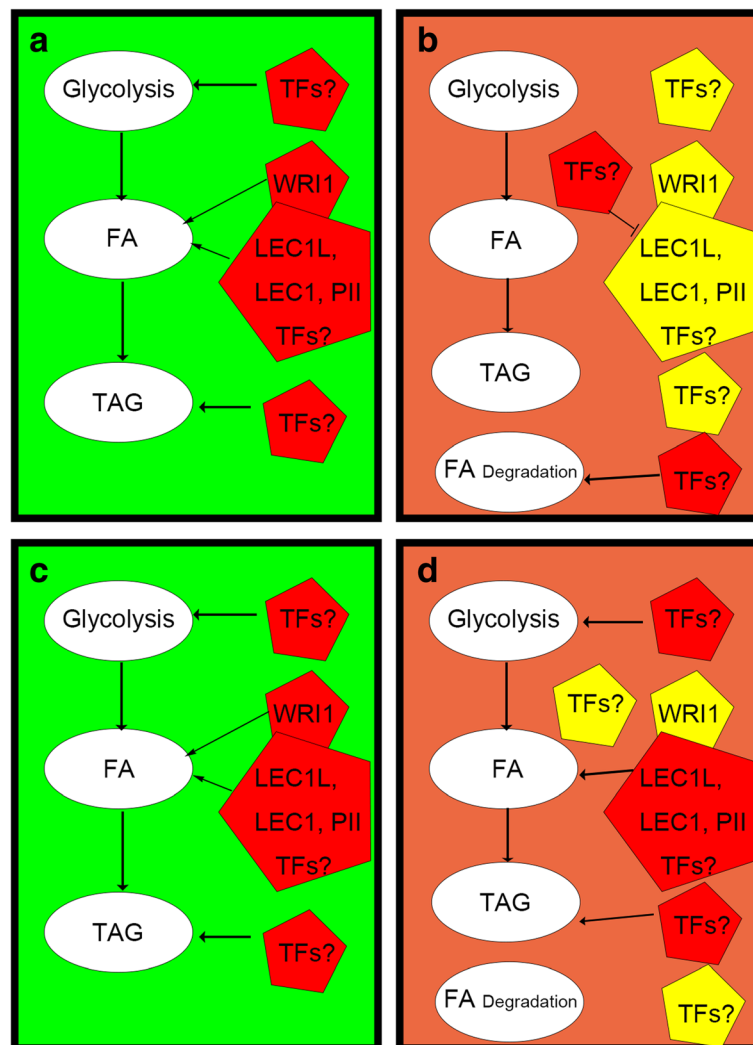 a
Glycolysis
TFs?
WRI1
FA
LEC1L,
LEC1, PII
TFs?
TAG
TFs?
b
Glycolysis
TFs?
TFs?
WRI1
FA
LEC1L,
LEC1, PII
TFs?
TAG
TFs?
FA Degradation
TFs?
c
Glycolysis
TFs?
WRI1
FA
LEC1L,
LEC1, PII
TFs?
TAG
TFs?
d
Glycolysis
TFs?
TFs?
WRI1
FA
LEC1L,
LEC1, PII
TFs?
TAG
TFs?
FA Degradation
TFs?